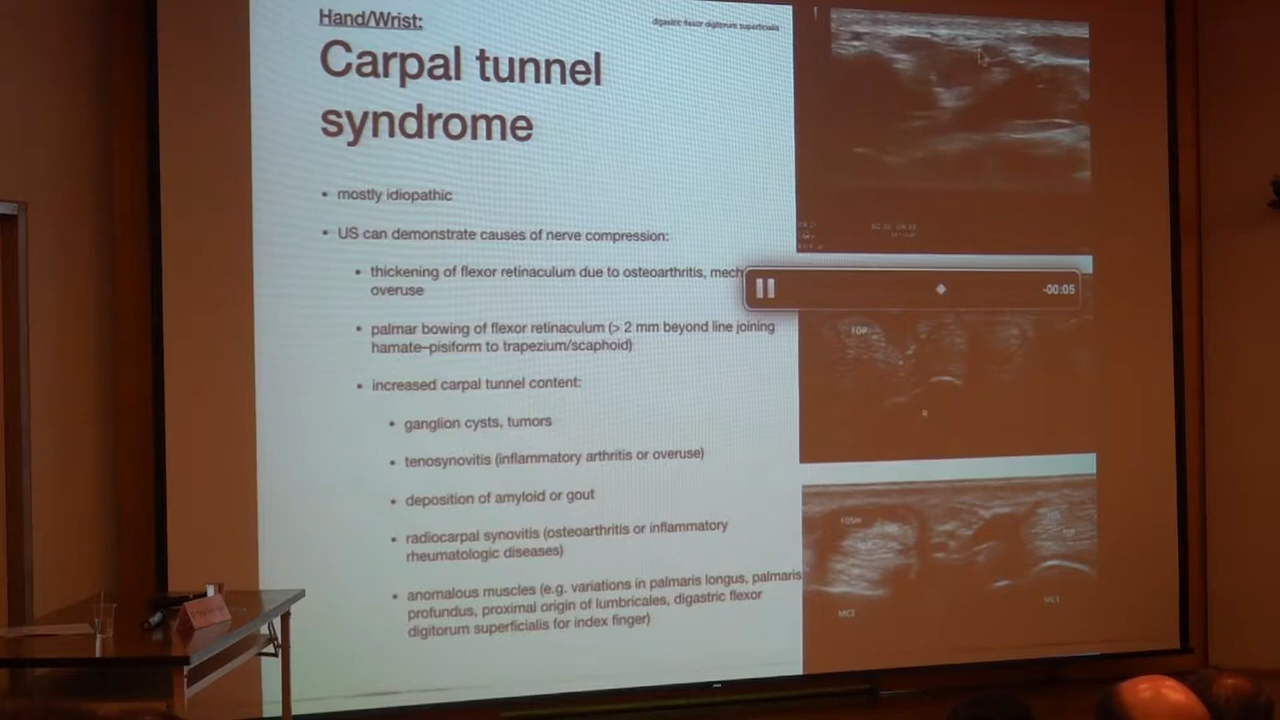 Hand/Wrist:
digastric flexor digitorum superficialis
Carpal tunnel
syndrome
• mostly idiopathic
• US can demonstrate causes of nerve compression:
• thickening of flexor retinaculum due to osteoarthritis, mech
overuse
• palmar bowing of flexor retinaculum (> 2 mm beyond line joining
hamate–pisiform to trapezium/scaphoid)
• increased carpal tunnel content:
• ganglion cysts, tumors
• tenosynovitis (inflammatory arthritis or overuse)
• deposition of amyloid or gout
• radiocarpal synovitis (osteoarthritis or inflammatory
rheumatologic diseases)
• anomalous muscles (e.g. variations in palmaris longus, palmaris
profundus, proximal origin of lumbricales, digastric flexor
digitorum superficialis for index finger)
-00:05
FDP
R
MC2
MC3